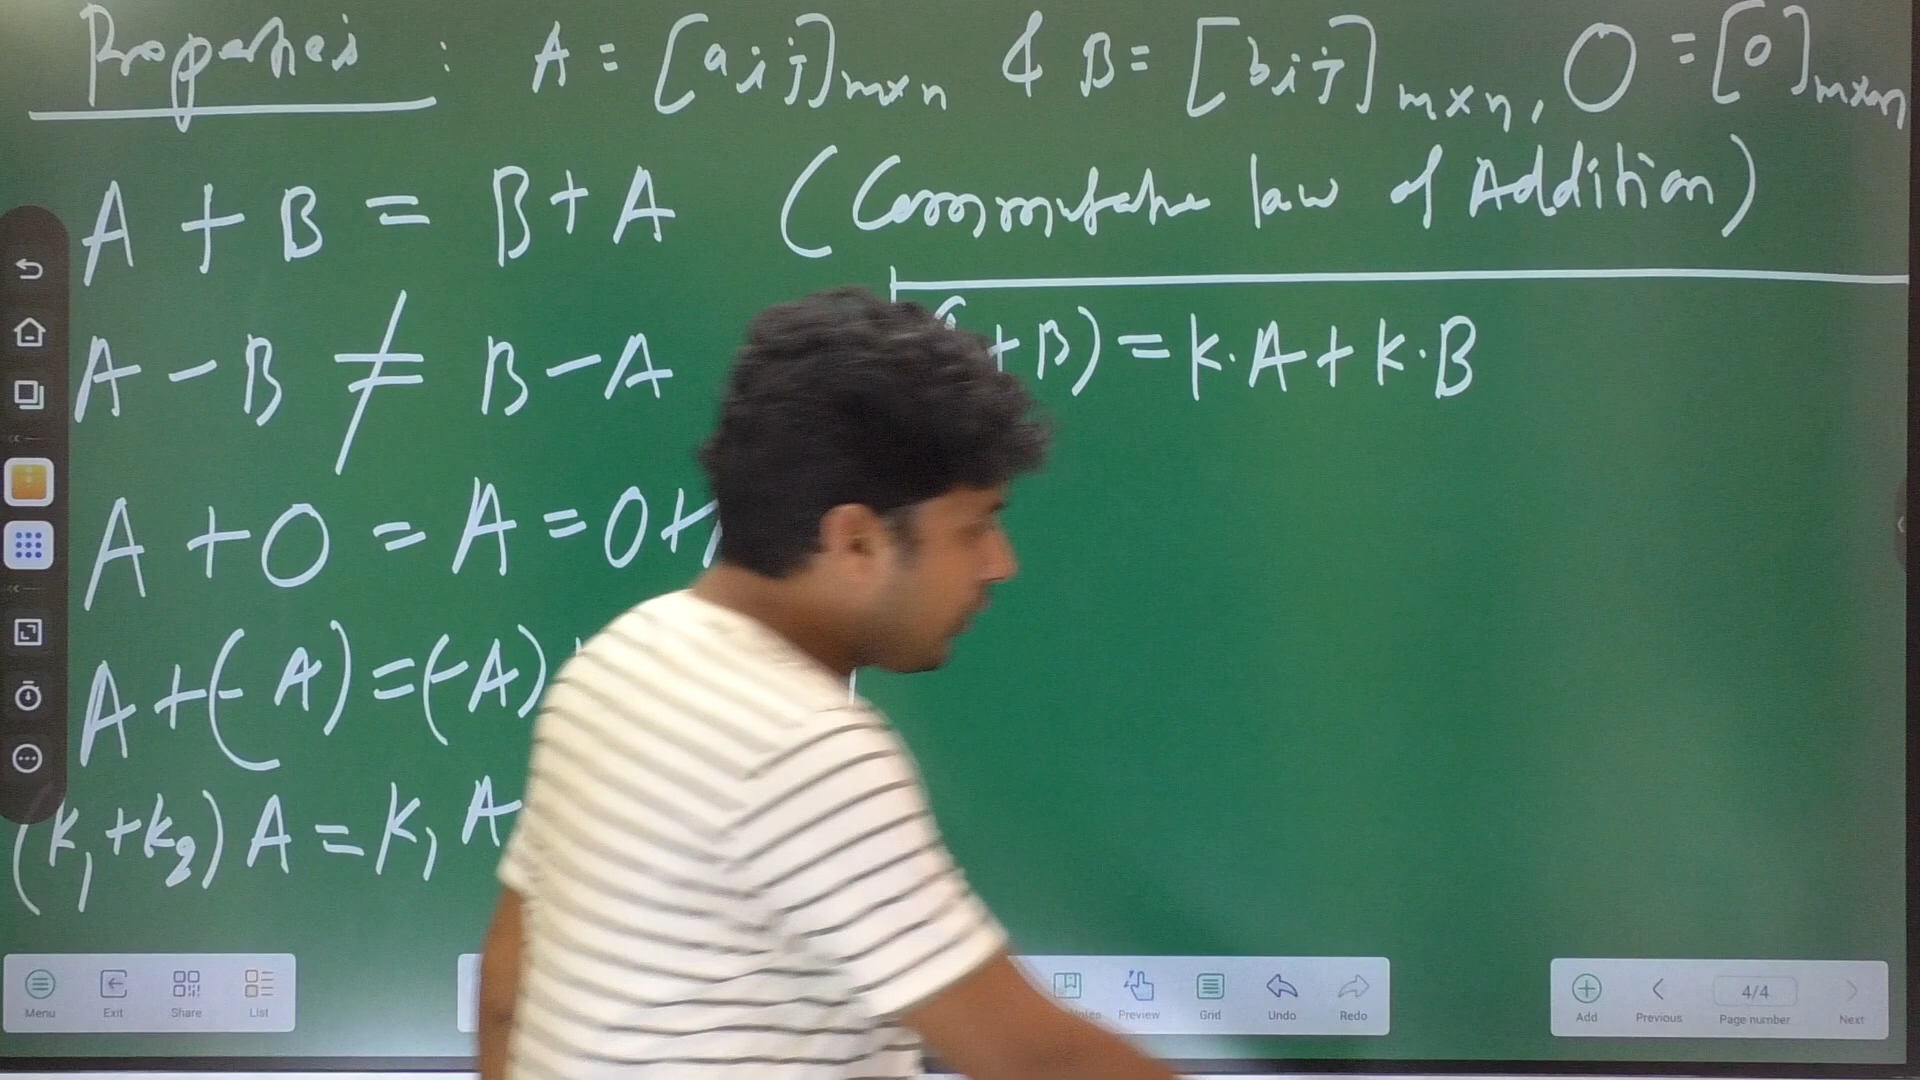 Properties : A = [aij]m×n & B = [bij]m×n, O = [0]m×n
A + B = B + A (Commutative law of Addition)
A - B ≠ B - A
A + O = A = O +
A + (- A) = (-A)
(K1 + K2) A = K1 A
+ B) = K·A + K·B
Menu Exit Share List
Preview Grid Undo Redo
Add Previous 4/4 Page number Next